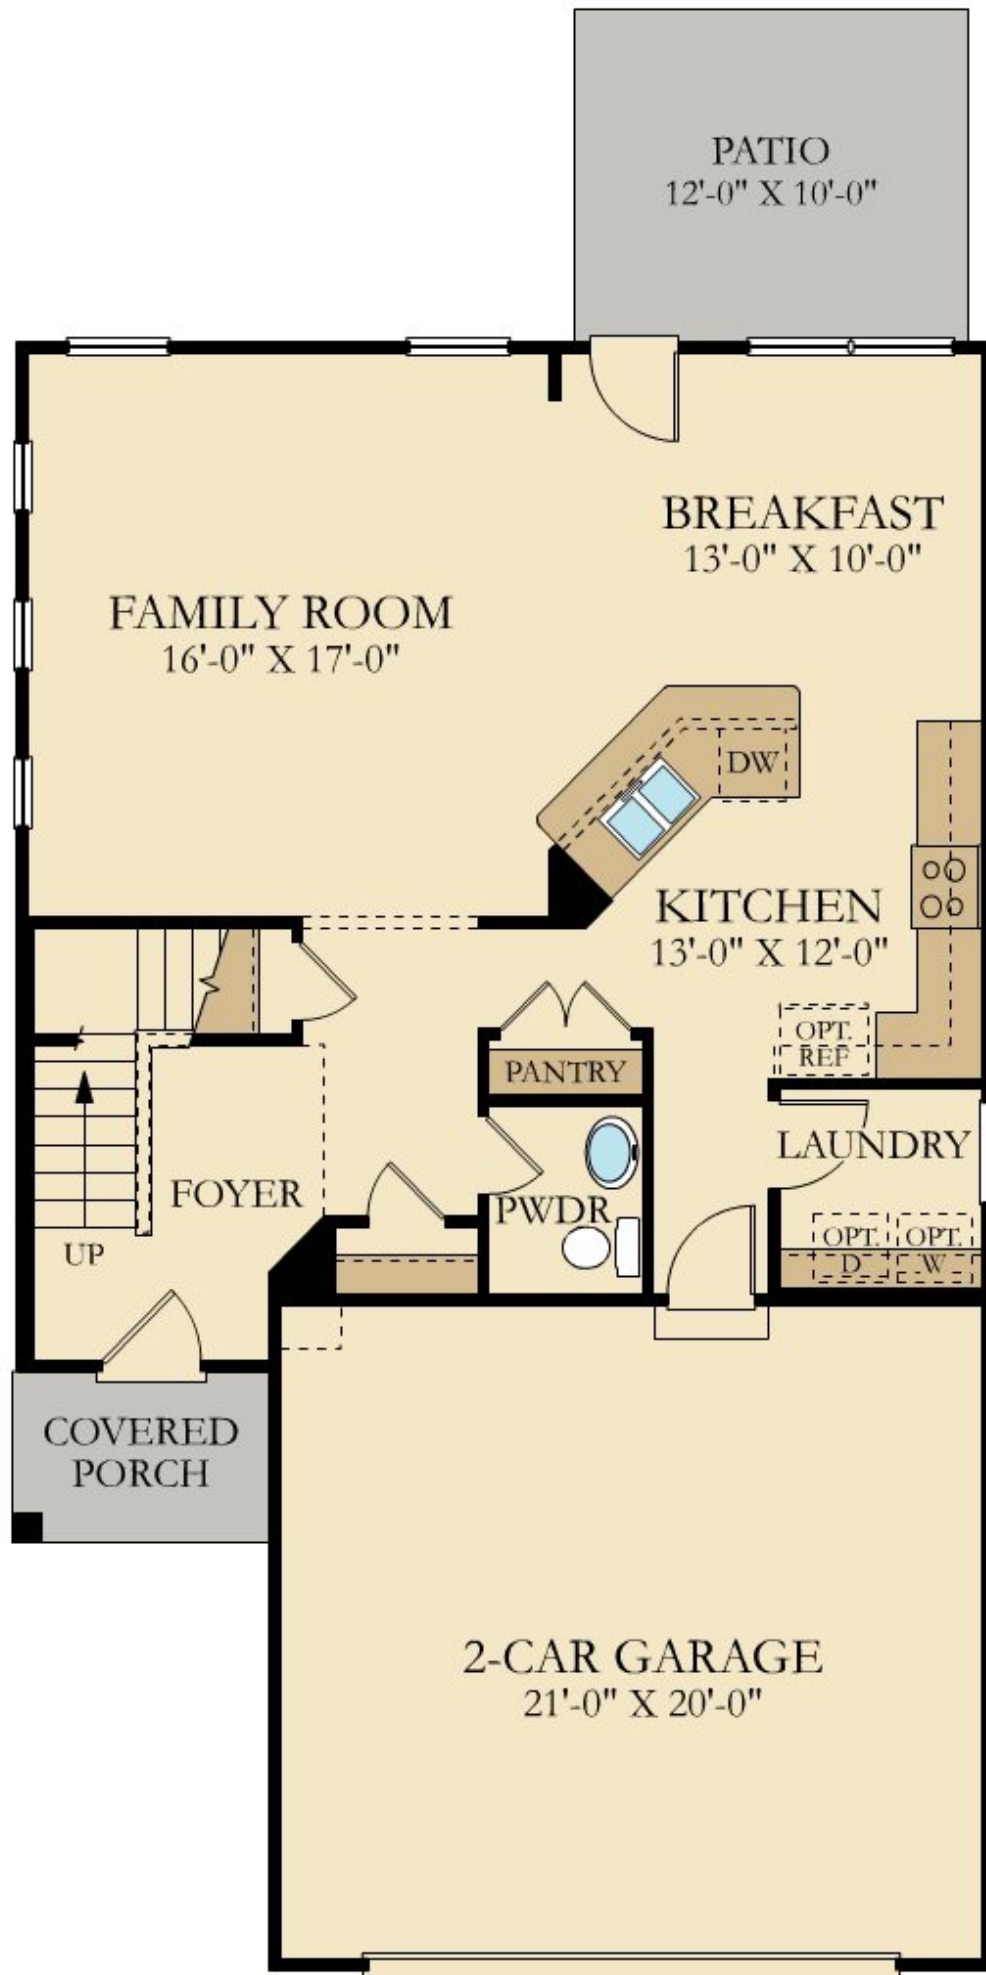 PATIO
12'-0" X 10'-0"
BREAKFAST
13'-0" X 10'-0"
FAMILY ROOM
16'-0" X 17'-0"
DW
KITCHEN
13'-0" X 12'-0"
OPT.
REF
PANTRY
LAUNDRY
FOYER
PWDR
OPT.
D
OPT.
W
UP
COVERED
PORCH
2-CAR GARAGE
21'-0" X 20'-0"